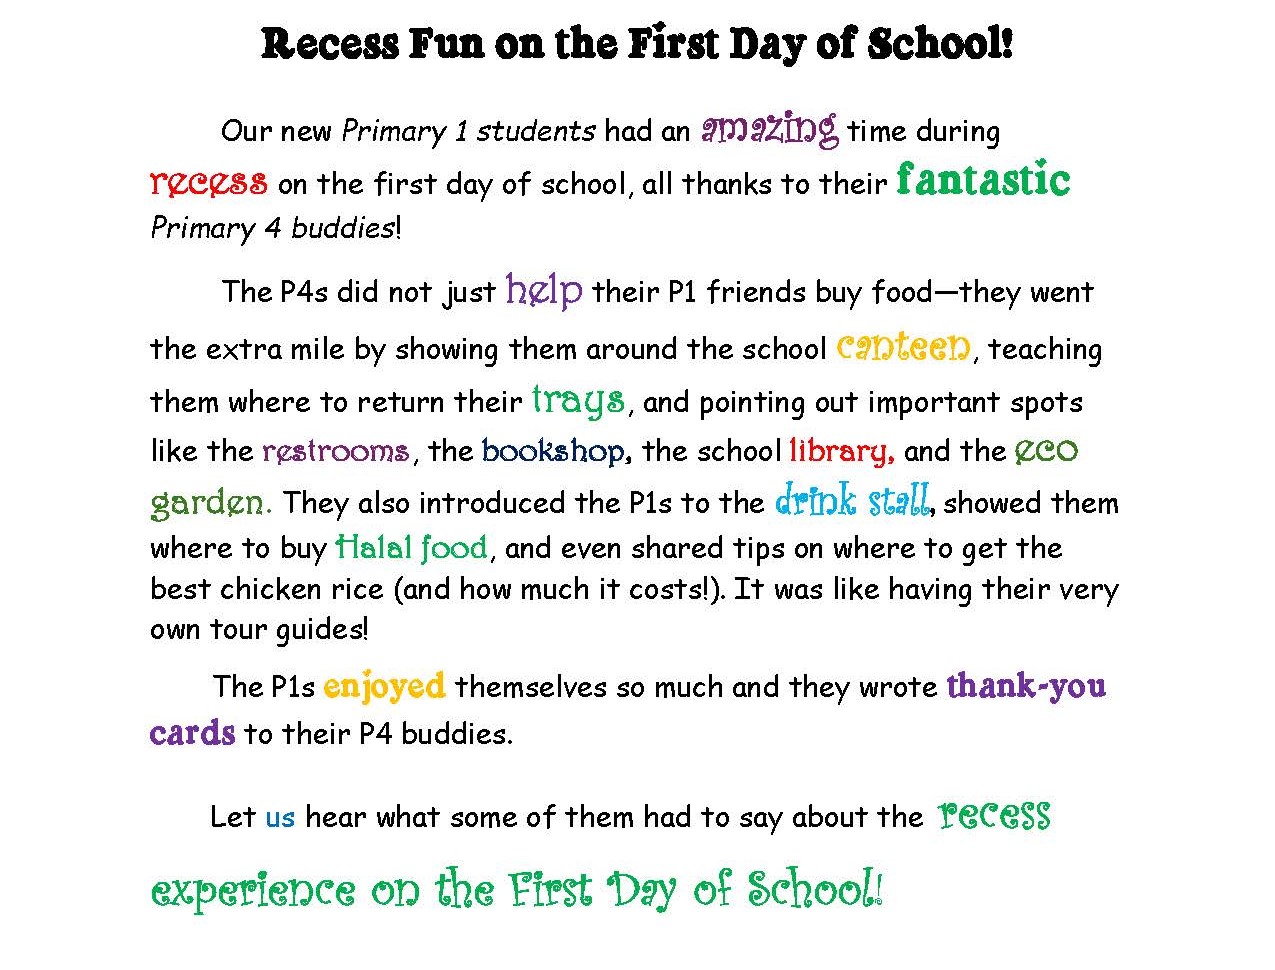 Recess Fun on the First Day of School!
Our new Primary 1 students had an amazing time during
recess on the first day of school, all thanks to their fantastic
Primary 4 buddies!
The P4s did not just help their P1 friends buy food—they went
the extra mile by showing them around the school canteen, teaching
them where to return their trays, and pointing out important spots
like the restrooms, the bookshop, the school library, and the eco
garden. They also introduced the P1s to the drink stall, showed them
where to buy Halal food, and even shared tips on where to get the
best chicken rice (and how much it costs!). It was like having their very
own tour guides!
The P1s enjoyed themselves so much and they wrote thank-you
cards to their P4 buddies.
Let us hear what some of them had to say about the recess
experience on the First Day of School!